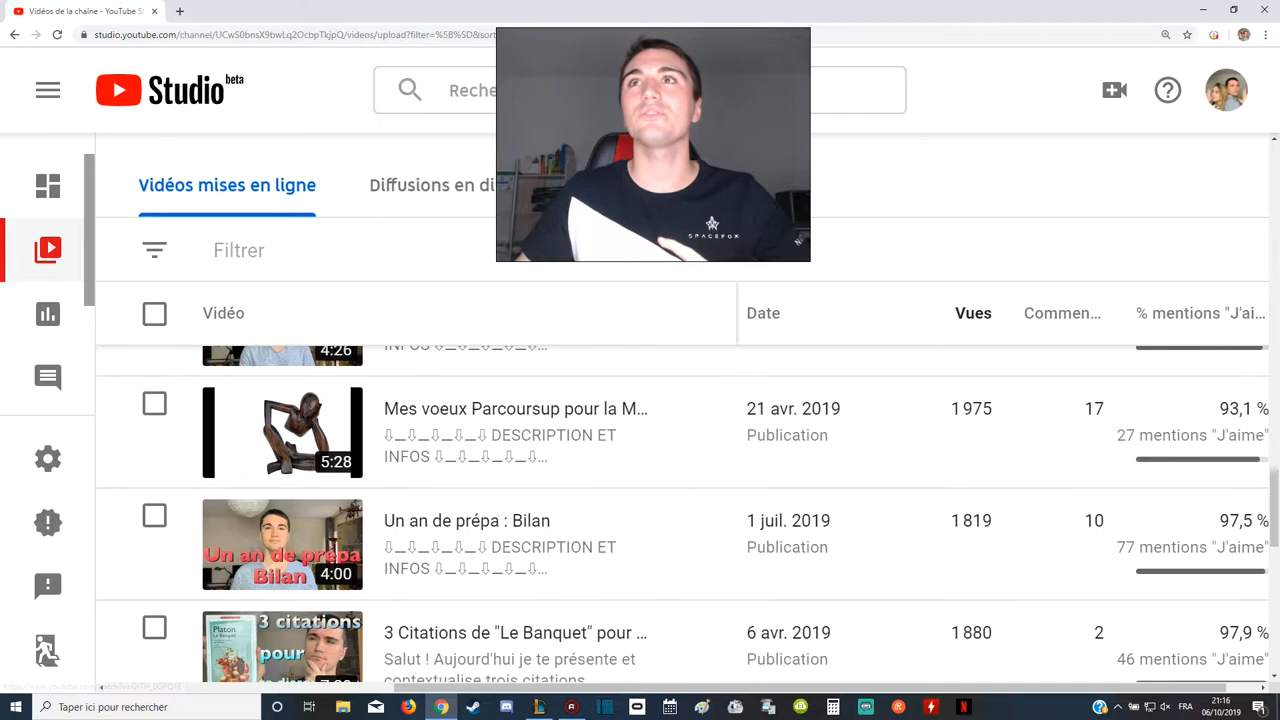 Vidéos de la chaîne - YouTube St
studio.youtube.com/channel/UCwS0bnsX9bwLq2OcbpTkjpQ/videos/upload?filter=%5B%5D&sort
Studio beta
Reche
Vidéos mises en ligne
Diffusions en di
SPACEFOX
Filtrer
Vidéo
Date
Vues
Commen...
% mentions "J'ai...
4:26
INFOS ⇩_⇩_⇩_⇩_⇩...
Mes voeux Parcoursup pour la M...
21 avr. 2019
1 975
17
93,1 %
⇩_⇩_⇩_⇩_⇩ DESCRIPTION ET
Publication
27 mentions "J'aime"
INFOS ⇩_⇩_⇩_⇩_⇩...
5:28
Un an de prépa : Bilan
1 juil. 2019
1 819
10
97,5 %
⇩_⇩_⇩_⇩_⇩ DESCRIPTION ET
Publication
77 mentions "J'aime"
INFOS ⇩_⇩_⇩_⇩_⇩...
Un an de prépa
Bilan
4:00
3 citations
pour
Platon
Le Banquet
3 Citations de "Le Banquet" pour ...
6 avr. 2019
1 880
2
97,9 %
Salut ! Aujourd'hui je te présente et
Publication
46 mentions "J'aime"
contextualise trois citations
Taper ici pour rechercher
FRA
21:16
06/10/2019